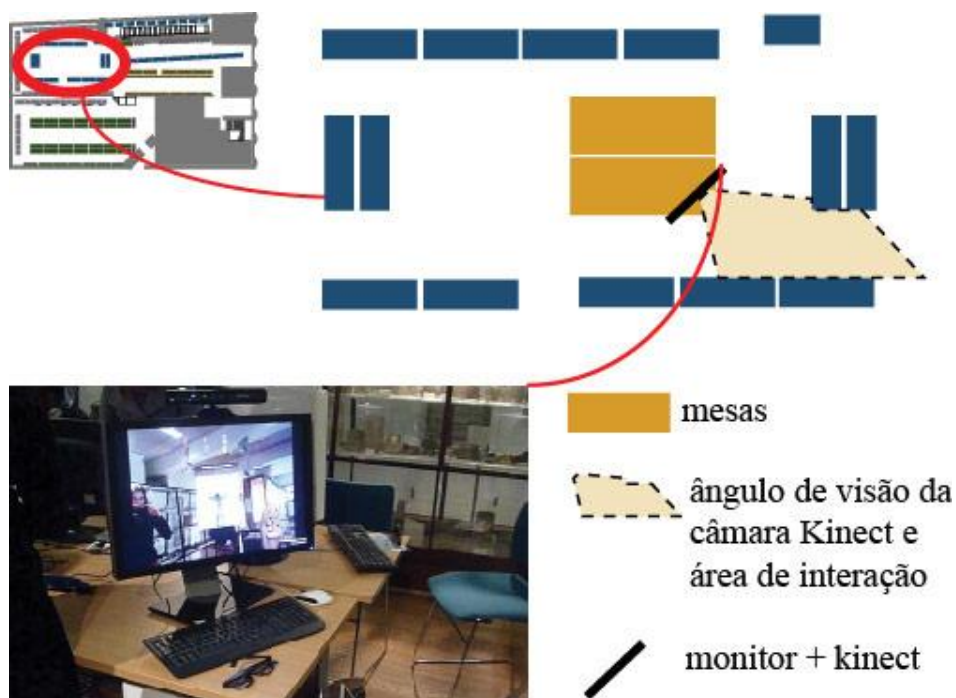 mesas
ângulo de visão da
câmara Kinect e
área de interação
monitor + kinect